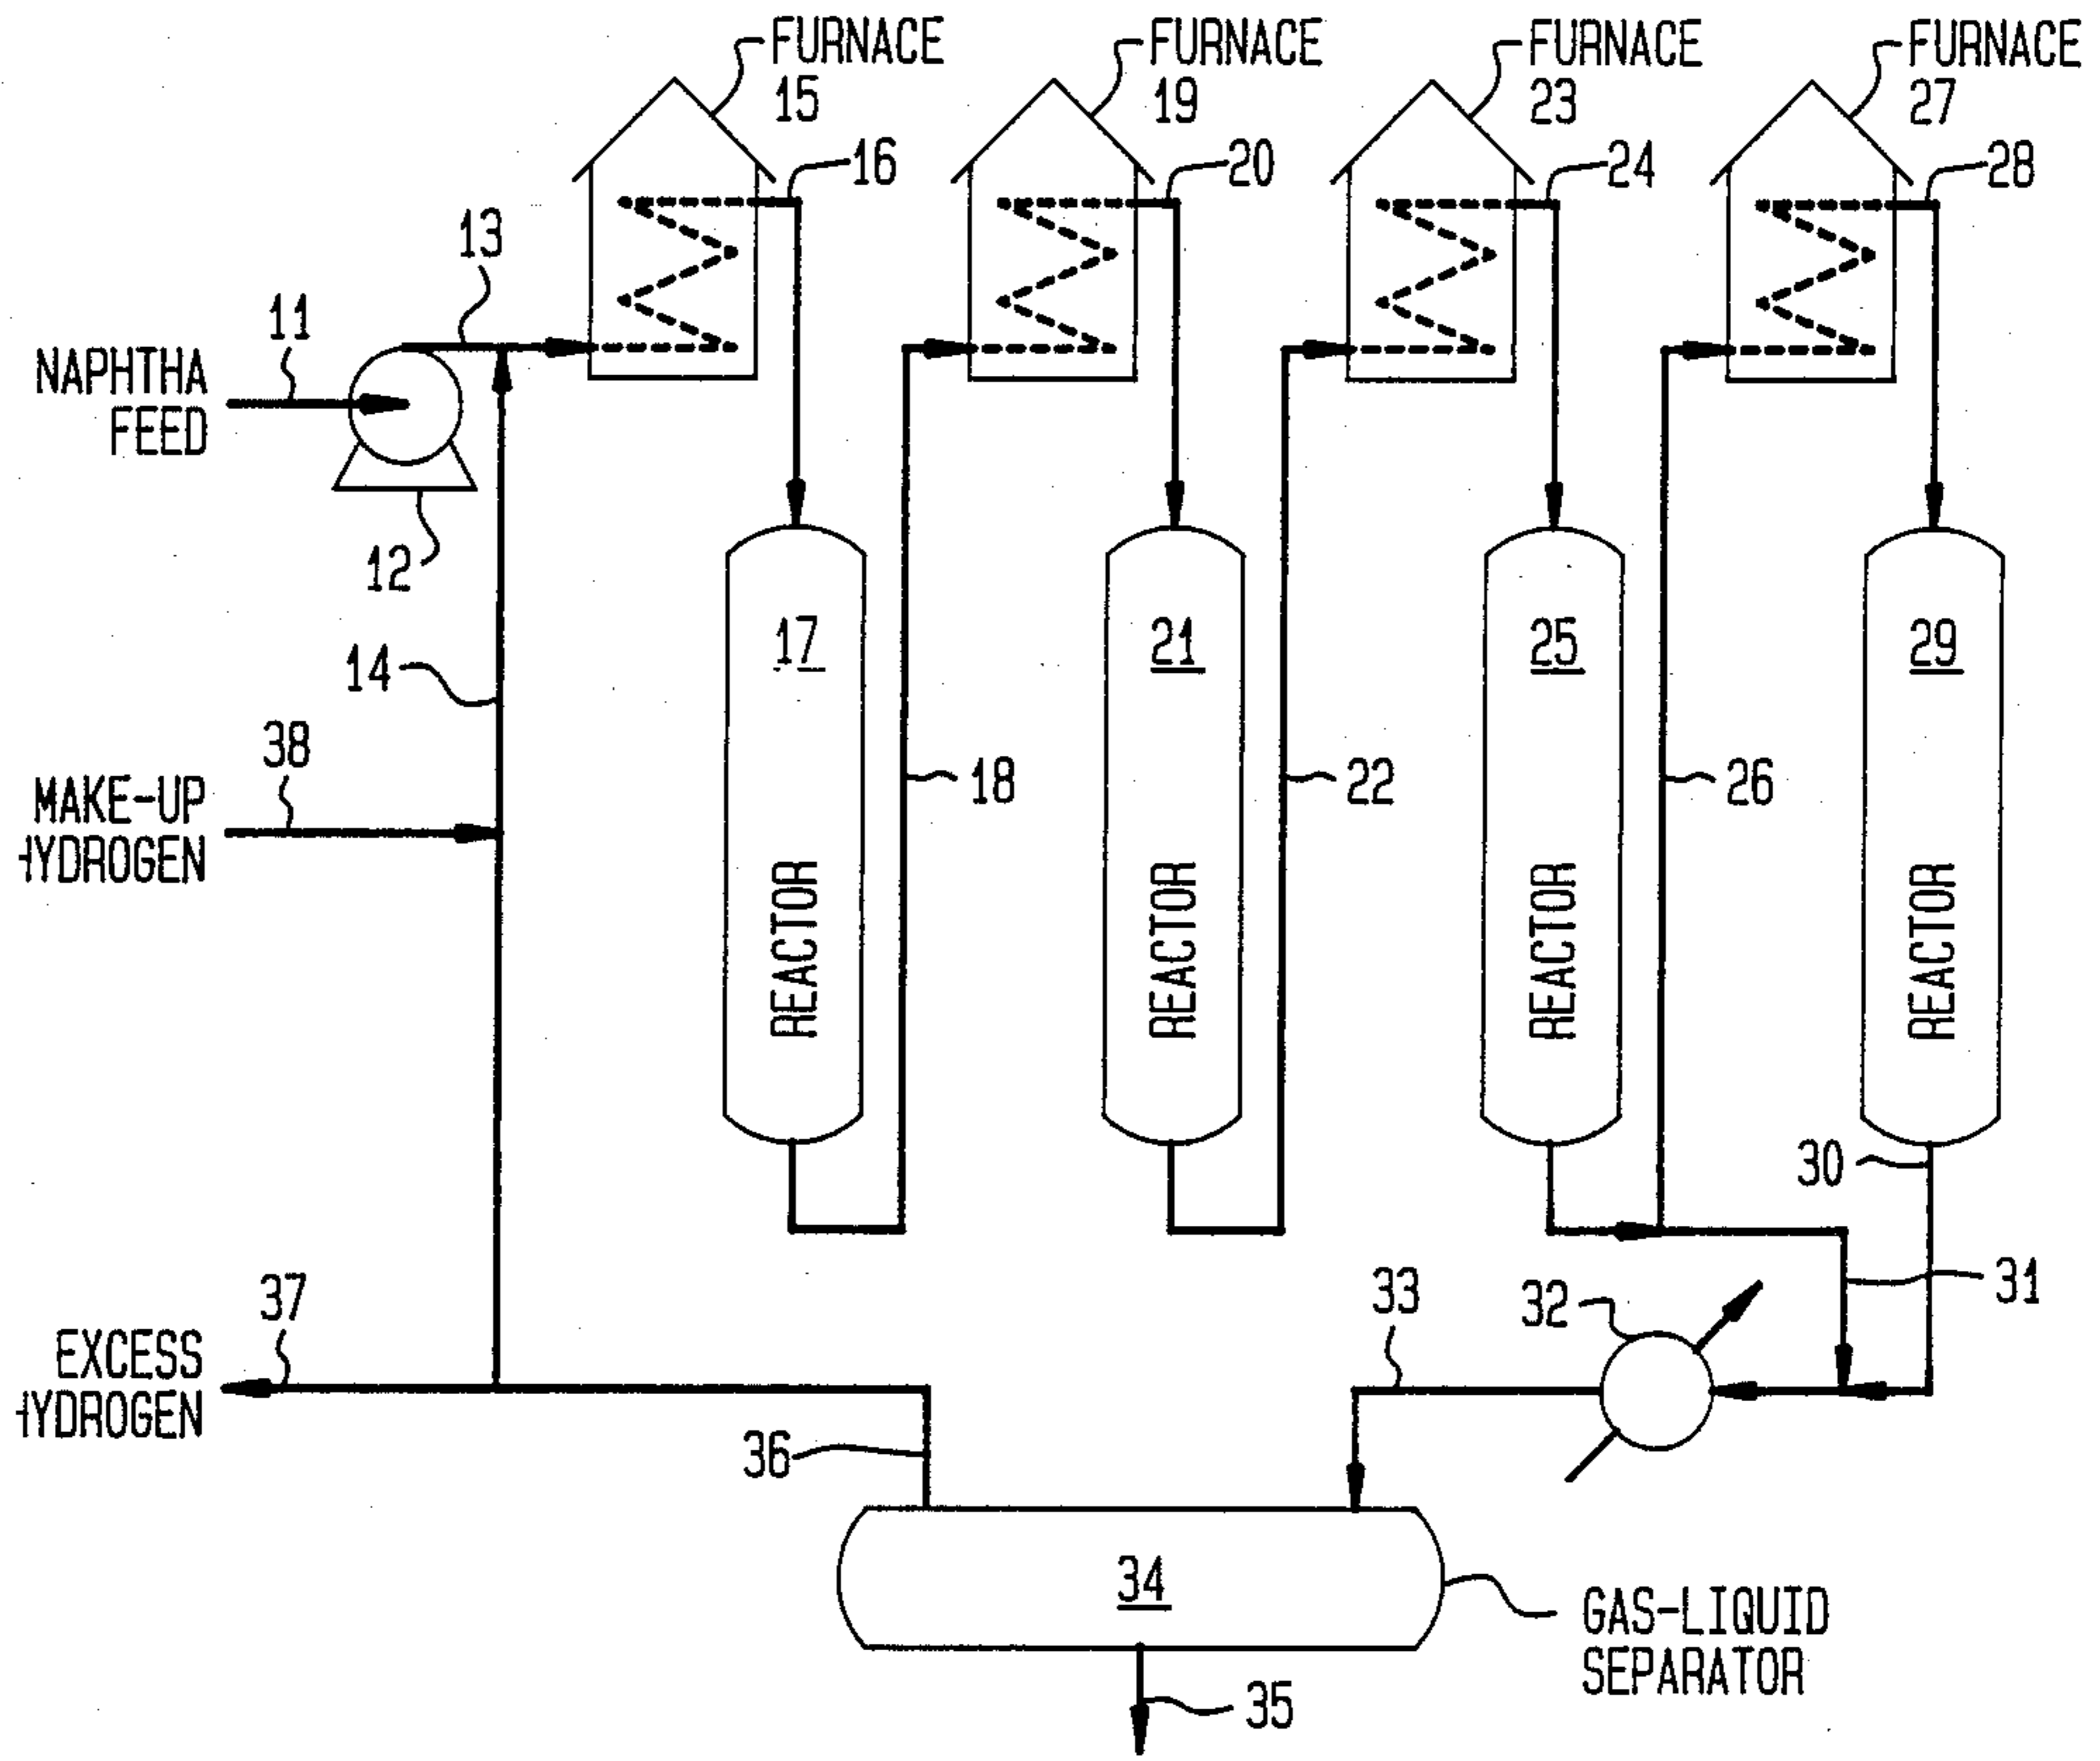 FURNACE
15
FURNACE
19
FURNACE
23
FURNACE
27
16
20
24
28
13
11
NAPHTHA
FEED
12
17
21
25
29
14
38
MAKE-UP
HYDROGEN
18
22
26
REACTOR
REACTOR
REACTOR
REACTOR
30
31
37
33
32
EXCESS
HYDROGEN
36
34
GAS-LIQUID
SEPARATOR
35